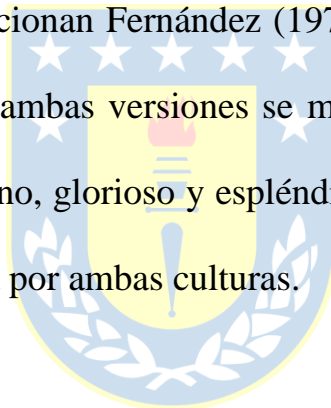 cionan Fernández (197
ambas versiones se m
no, glorioso y espléndi
por ambas culturas.